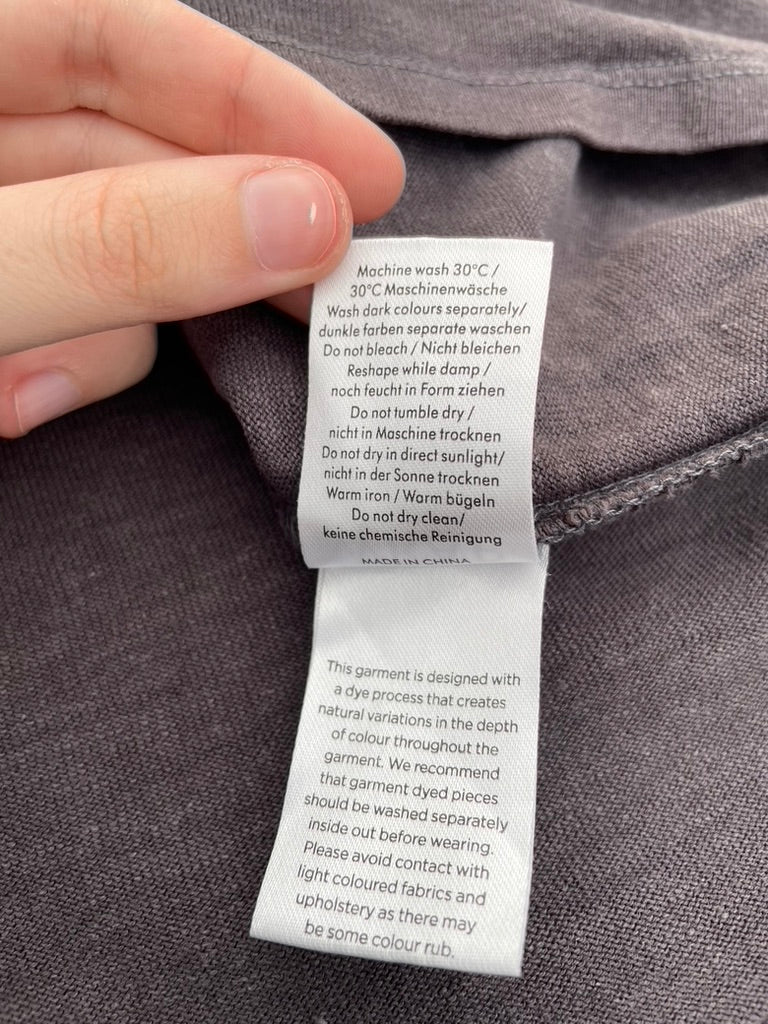 Machine wash 30°C /
30°C Maschinenwäsche
Wash dark colours separately/
dunkle farben separate waschen
Do not bleach / Nicht bleichen
Reshape while damp /
noch feucht in Form ziehen
Do not tumble dry /
nicht in Maschine trocknen
Do not dry in direct sunlight/
nicht in der Sonne trocknen
Warm iron / Warm bügeln
Do not dry clean/
keine chemische Reinigung
MADE IN CHINA
This garment is designed with
a dye process that creates
natural variations in the depth
of colour throughout the
garment. We recommend
that garment dyed pieces
should be washed separately
inside out before wearing.
Please avoid contact with
light coloured fabrics and
upholstery as there may
be some colour rub.